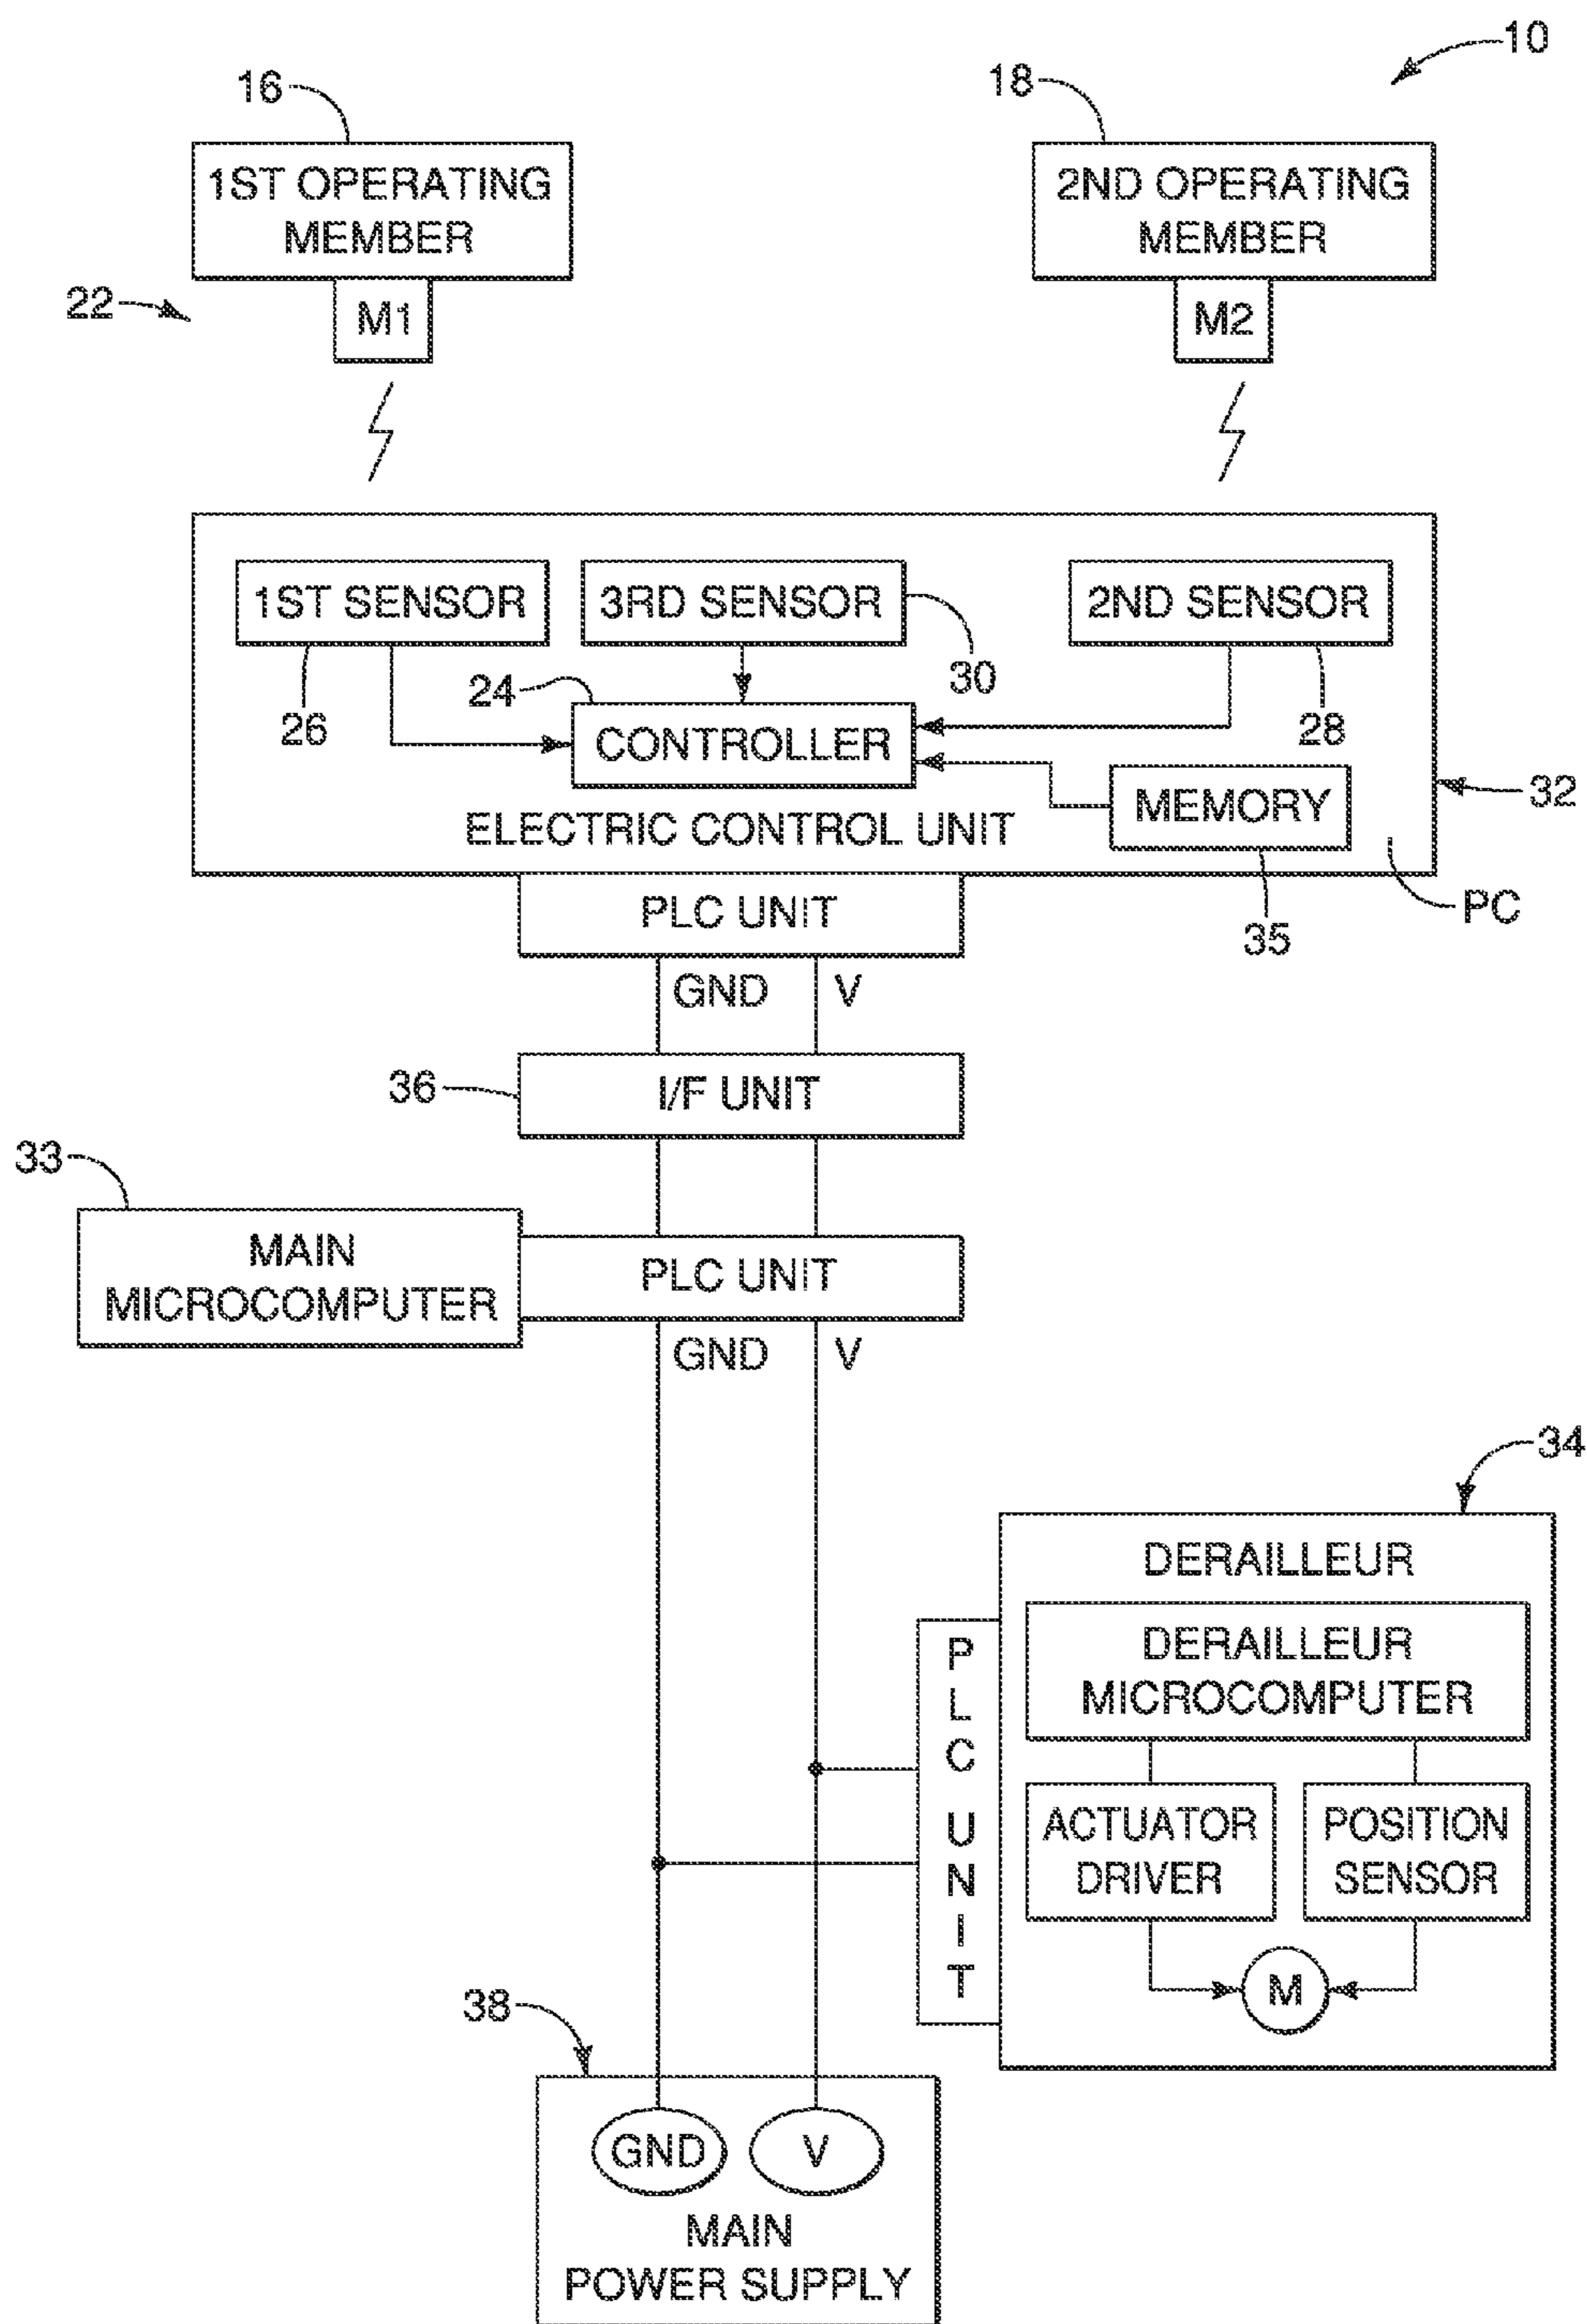 10
16
18
1ST OPERATING
MEMBER
2ND OPERATING
MEMBER
22
M1
M2
1ST SENSOR
3RD SENSOR
2ND SENSOR
26
24
30
28
CONTROLLER
MEMORY
32
ELECTRIC CONTROL UNIT
35
PC
PLC UNIT
GND
V
36
I/F UNIT
33
MAIN
MICROCOMPUTER
PLC UNIT
GND
V
34
DERAILLEUR
DERAILLEUR
MICROCOMPUTER
PLC UNIT
ACTUATOR
DRIVER
POSITION
SENSOR
M
38
GND
V
MAIN
POWER SUPPLY